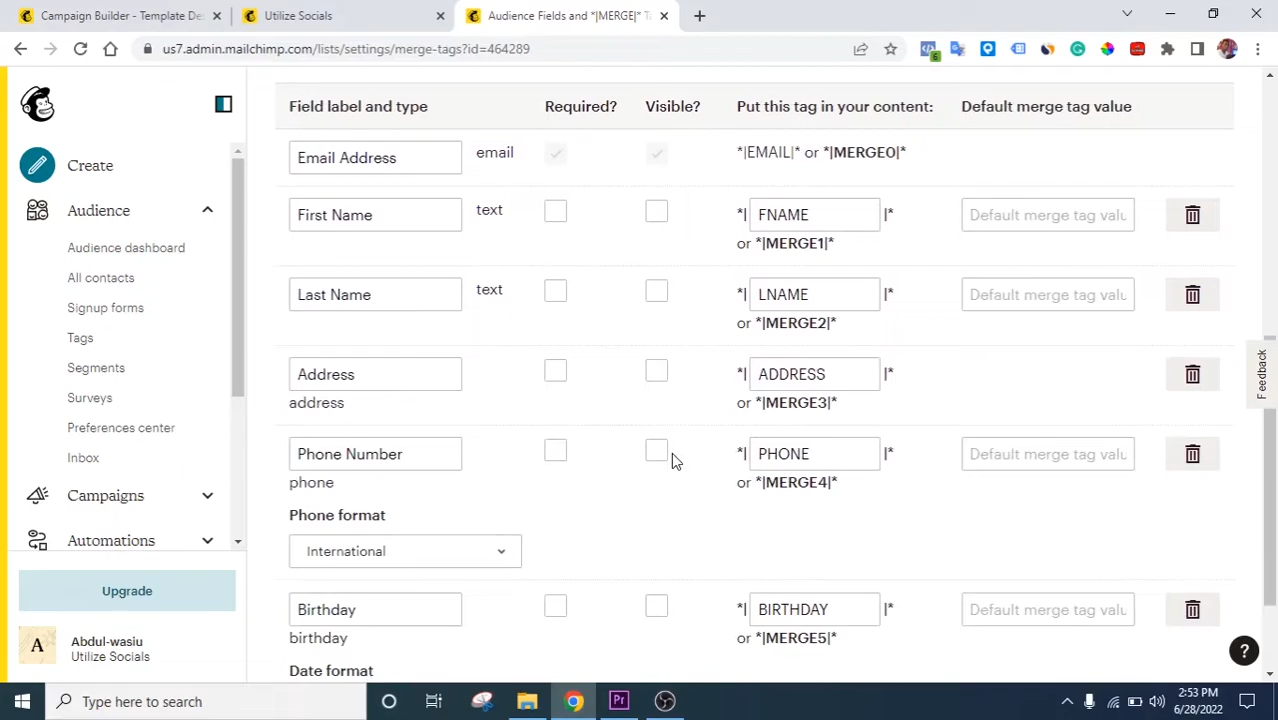 Campaign Builder - Template De
Utilize Socials
Audience Fields and *|MERGE|* T
us7.admin.mailchimp.com/lists/settings/merge-tags?id=464289
6
Field label and type
Required?
Visible?
Put this tag in your content:
Default merge tag value
Create
Audience
Audience dashboard
All contacts
Signup forms
Tags
Segments
Surveys
Preferences center
Inbox
Campaigns
Automations
Upgrade
A
Abdul-wasiu
Utilize Socials
Email Address
email
*|EMAIL|* or *|MERGE0|*
First Name
text
*| FNAME |*
or *|MERGE1|*
Default merge tag valu
Last Name
text
*| LNAME |*
or *|MERGE2|*
Default merge tag valu
Address
address
*| ADDRESS |*
or *|MERGE3|*
Phone Number
phone
*| PHONE |*
or *|MERGE4|*
Default merge tag valu
Phone format
International
Birthday
birthday
*| BIRTHDAY |*
or *|MERGE5|*
Default merge tag valu
Date format
Feedback
?
Type here to search
Pr
2:53 PM
6/28/2022